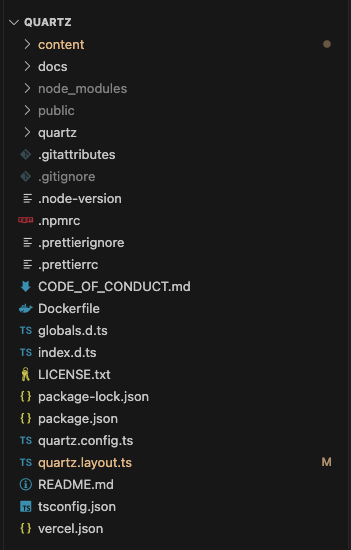 QUARTZ
content
docs
node_modules
public
quartz
.gitattributes
.gitignore
.node-version
.npmrc
.prettierignore
.prettierrc
CODE_OF_CONDUCT.md
Dockerfile
TS globals.d.ts
TS index.d.ts
LICENSE.txt
{} package-lock.json
{} package.json
TS quartz.config.ts
TS quartz.layout.ts M
README.md
TS tsconfig.json
{} vercel.json